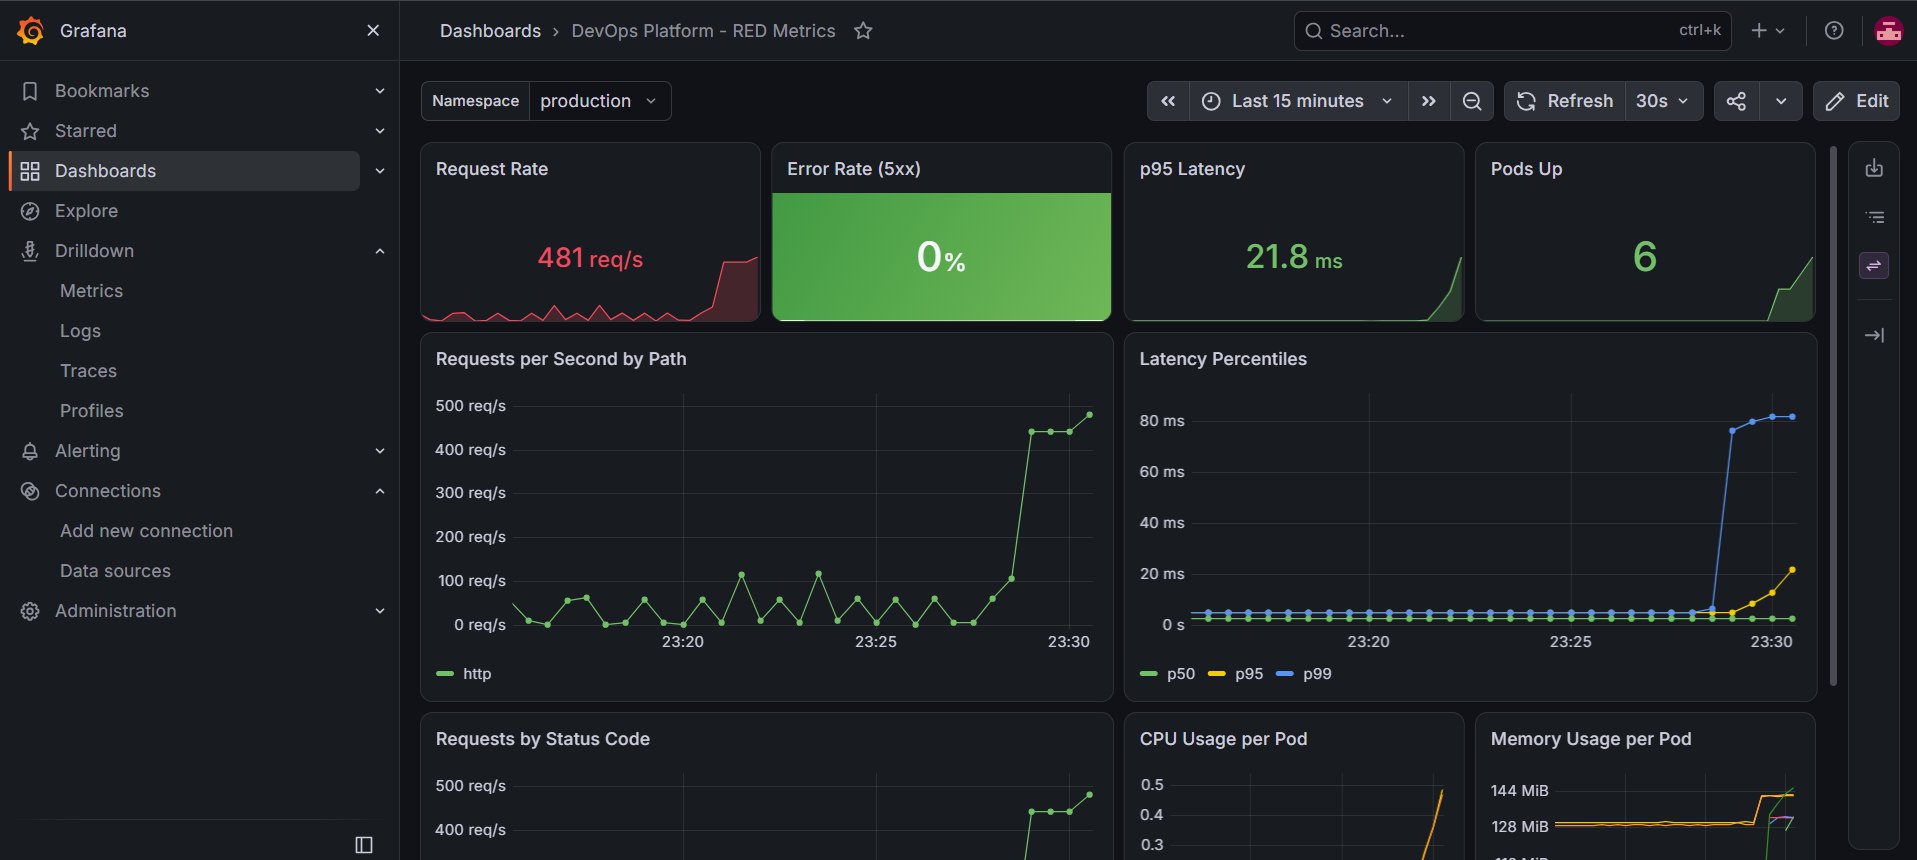 Grafana
Dashboards › DevOps Platform - RED Metrics
Search... ctrl+k
Bookmarks
Starred
Dashboards
Explore
Drilldown
Metrics
Logs
Traces
Profiles
Alerting
Connections
Add new connection
Data sources
Administration
Namespace production
Last 15 minutes
Refresh 30s
Edit
Request Rate
481 req/s
Error Rate (5xx)
0%
p95 Latency
21.8 ms
Pods Up
6
Requests per Second by Path
500 req/s
400 req/s
300 req/s
200 req/s
100 req/s
0 req/s
23:20 23:25 23:30
http
Latency Percentiles
80 ms
60 ms
40 ms
20 ms
0 s
23:20 23:25 23:30
p50 p95 p99
Requests by Status Code
500 req/s
400 req/s
CPU Usage per Pod
0.5
0.4
0.3
Memory Usage per Pod
144 MiB
128 MiB